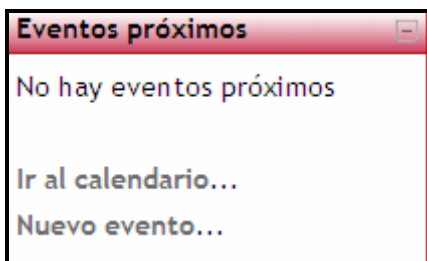 Eventos próximos
No hay eventos próximos
Ir al calendario...
Nuevo evento...